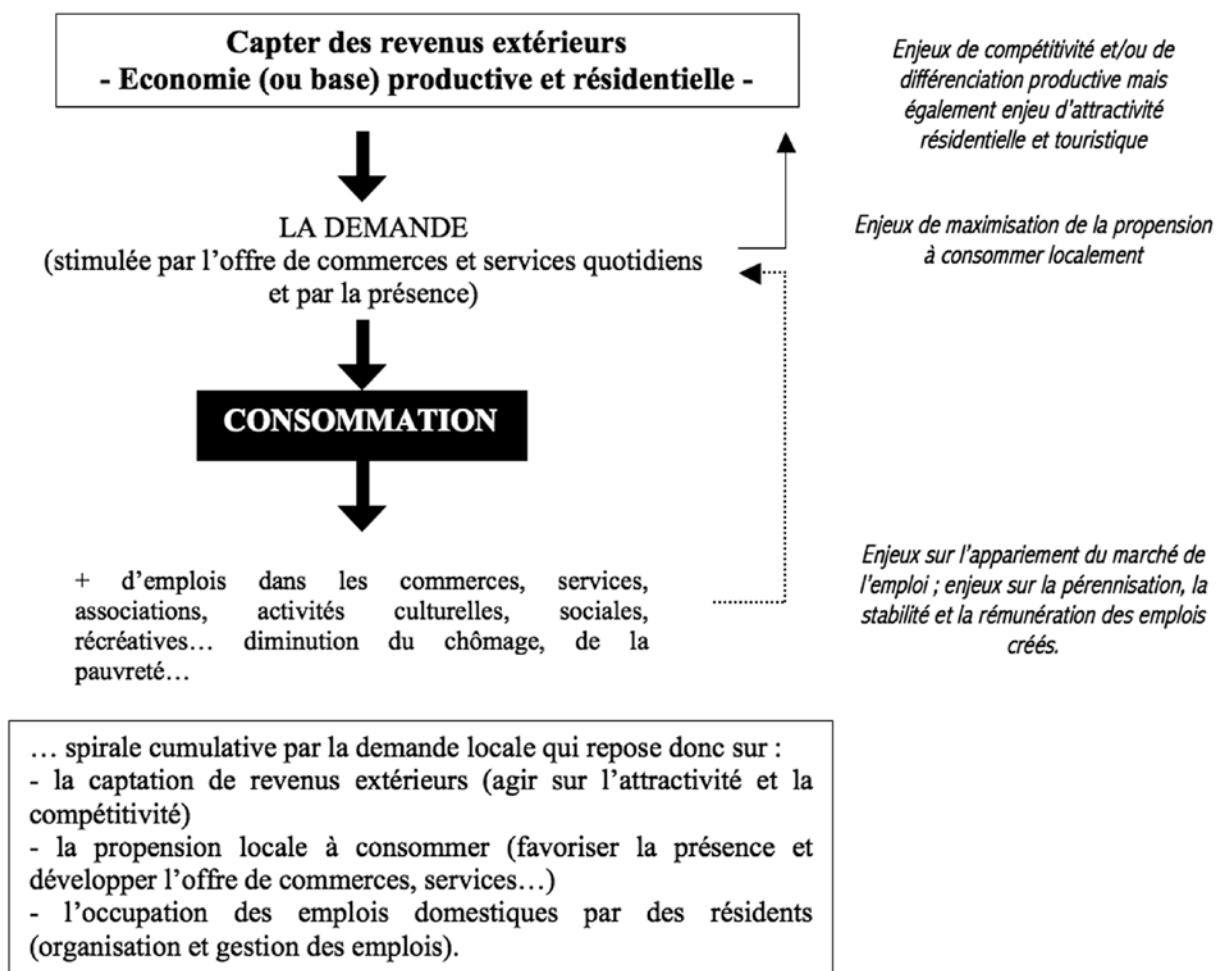 Capter des revenus extérieurs
- Economie (ou base) productive et résidentielle -
Enjeux de compétitivité et/ou de
différenciation productive mais
également enjeu d'attractivité
résidentielle et touristique
LA DEMANDE
(stimulée par l'offre de commerces et services quotidiens
et par la présence)
Enjeux de maximisation de la propension
à consommer localement
CONSOMMATION
+ d'emplois dans les commerces, services,
associations, activités culturelles, sociales,
récréatives… diminution du chômage, de la
pauvreté…
Enjeux sur l'appariement du marché de
l'emploi ; enjeux sur la pérennisation, la
stabilité et la rémunération des emplois
créés.
… spirale cumulative par la demande locale qui repose donc sur :
- la captation de revenus extérieurs (agir sur l'attractivité et la
compétitivité)
- la propension locale à consommer (favoriser la présence et
développer l'offre de commerces, services…)
- l'occupation des emplois domestiques par des résidents
(organisation et gestion des emplois).